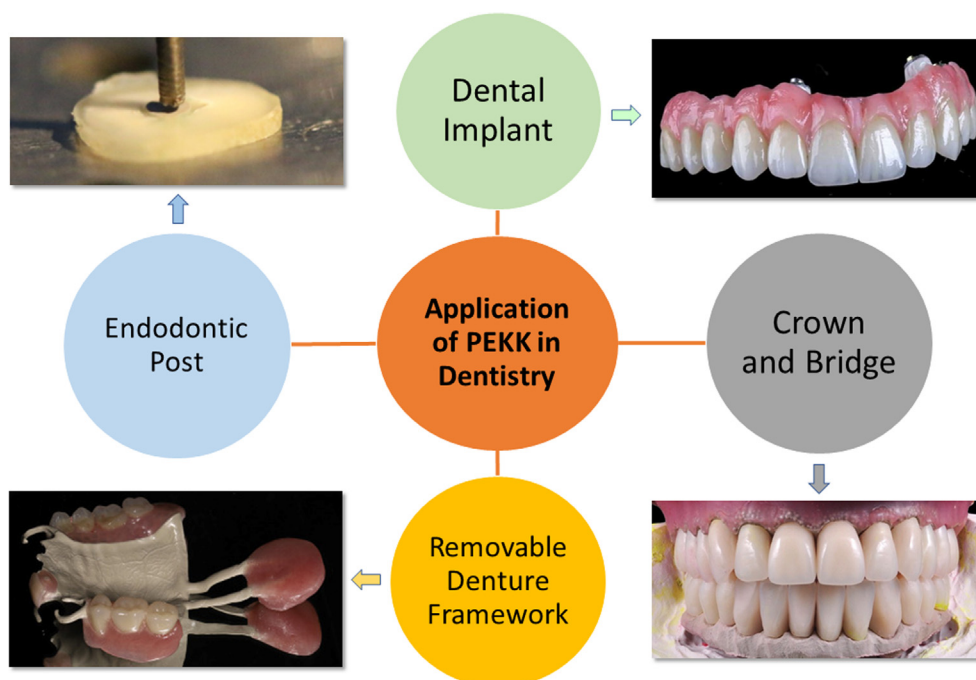 Dental
Implant
Endodontic
Post
Application
of PEKK in
Dentistry
Crown
and Bridge
Removable
Denture
Framework